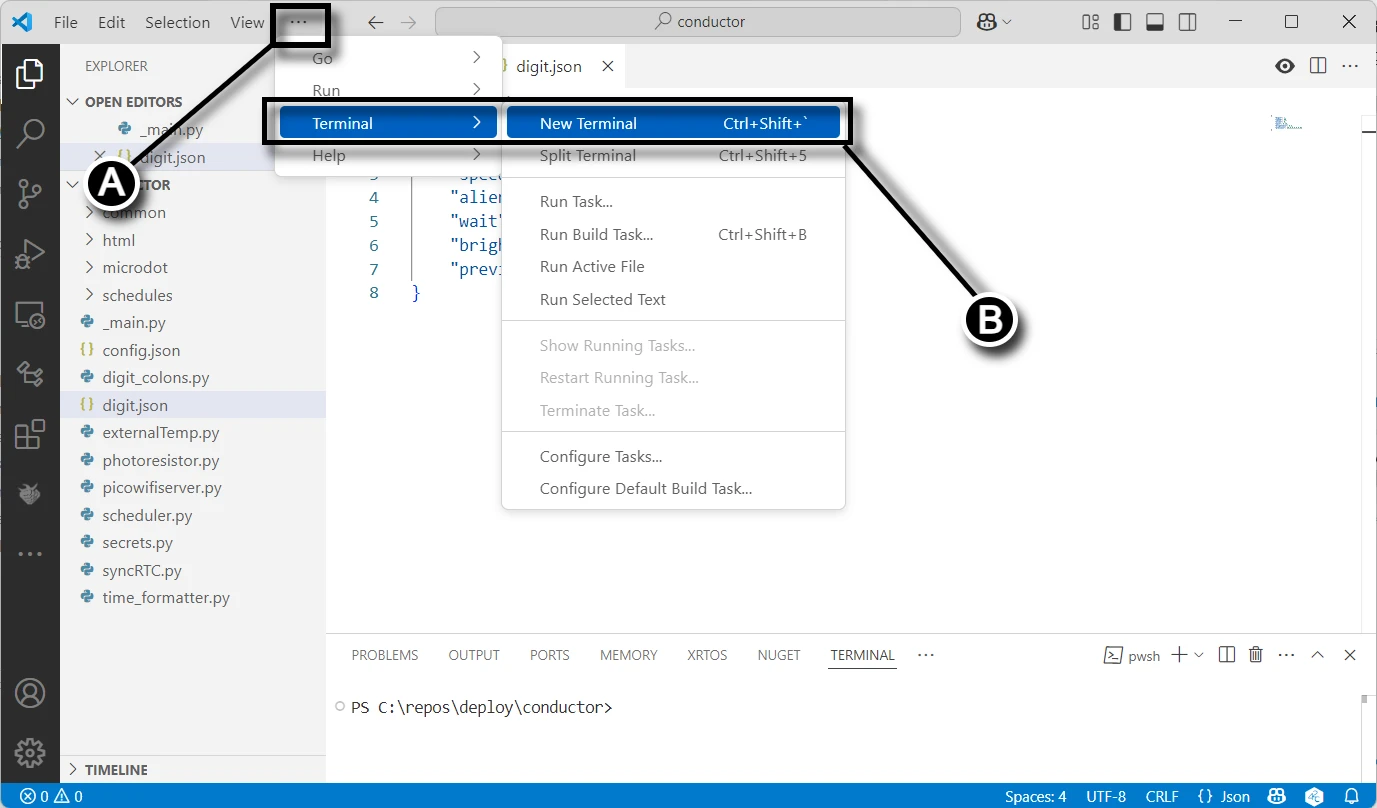 File Edit Selection View ··· conductor
EXPLORER
digit.json
OPEN EDITORS
_main.py
digit.json
common
html
microdot
schedules
_main.py
config.json
digit_colons.py
digit.json
externalTemp.py
photoresistor.py
picowifiserver.py
scheduler.py
secrets.py
syncRTC.py
time_formatter.py
TIMELINE
Go
Run
Terminal
Help
New Terminal Ctrl+Shift+`
Split Terminal Ctrl+Shift+5
Run Task...
Run Build Task... Ctrl+Shift+B
Run Active File
Run Selected Text
Show Running Tasks...
Restart Running Task...
Terminate Task...
Configure Tasks...
Configure Default Build Task...
A
B
4 "alien
5 "wait"
6 "brigh
7 "previ
8 }
PROBLEMS OUTPUT PORTS MEMORY XRTOS NUGET TERMINAL ··· pwsh
PS C:\repos\deploy\conductor>
0 0 Spaces: 4 UTF-8 CRLF {} Json